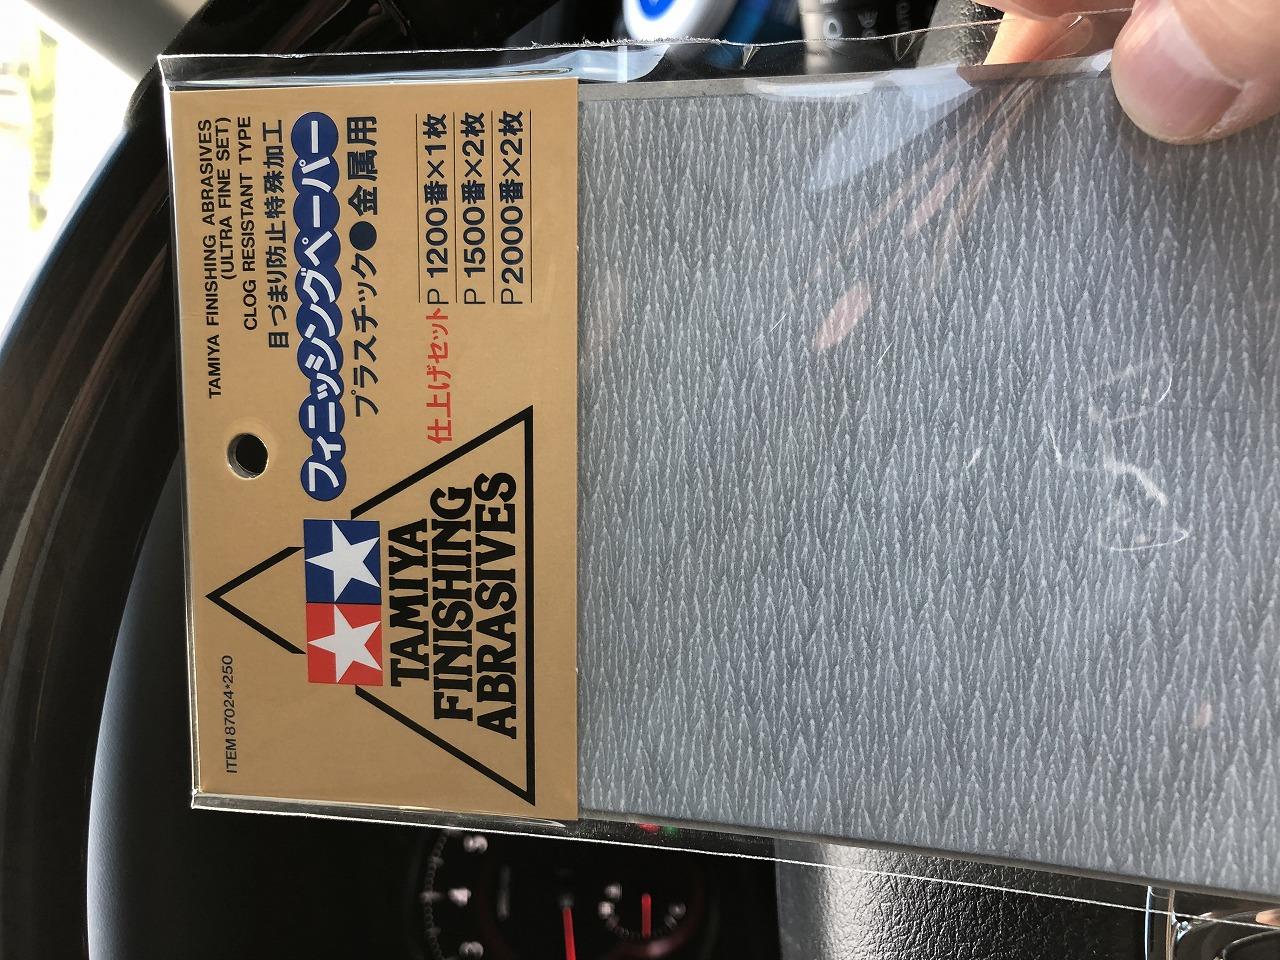 TAMIYA FINISHING ABRASIVES
(ULTRA FINE SET)
CLOG RESISTANT TYPE
目づまり防止特殊加工
フィニッシングペーパー
プラスチック●金属用
仕上げセット
P 1200番×1枚
P 1500番×2枚
P 2000番×2枚
ITEM 87024★250
TAMIYA
FINISHING
ABRASIVES